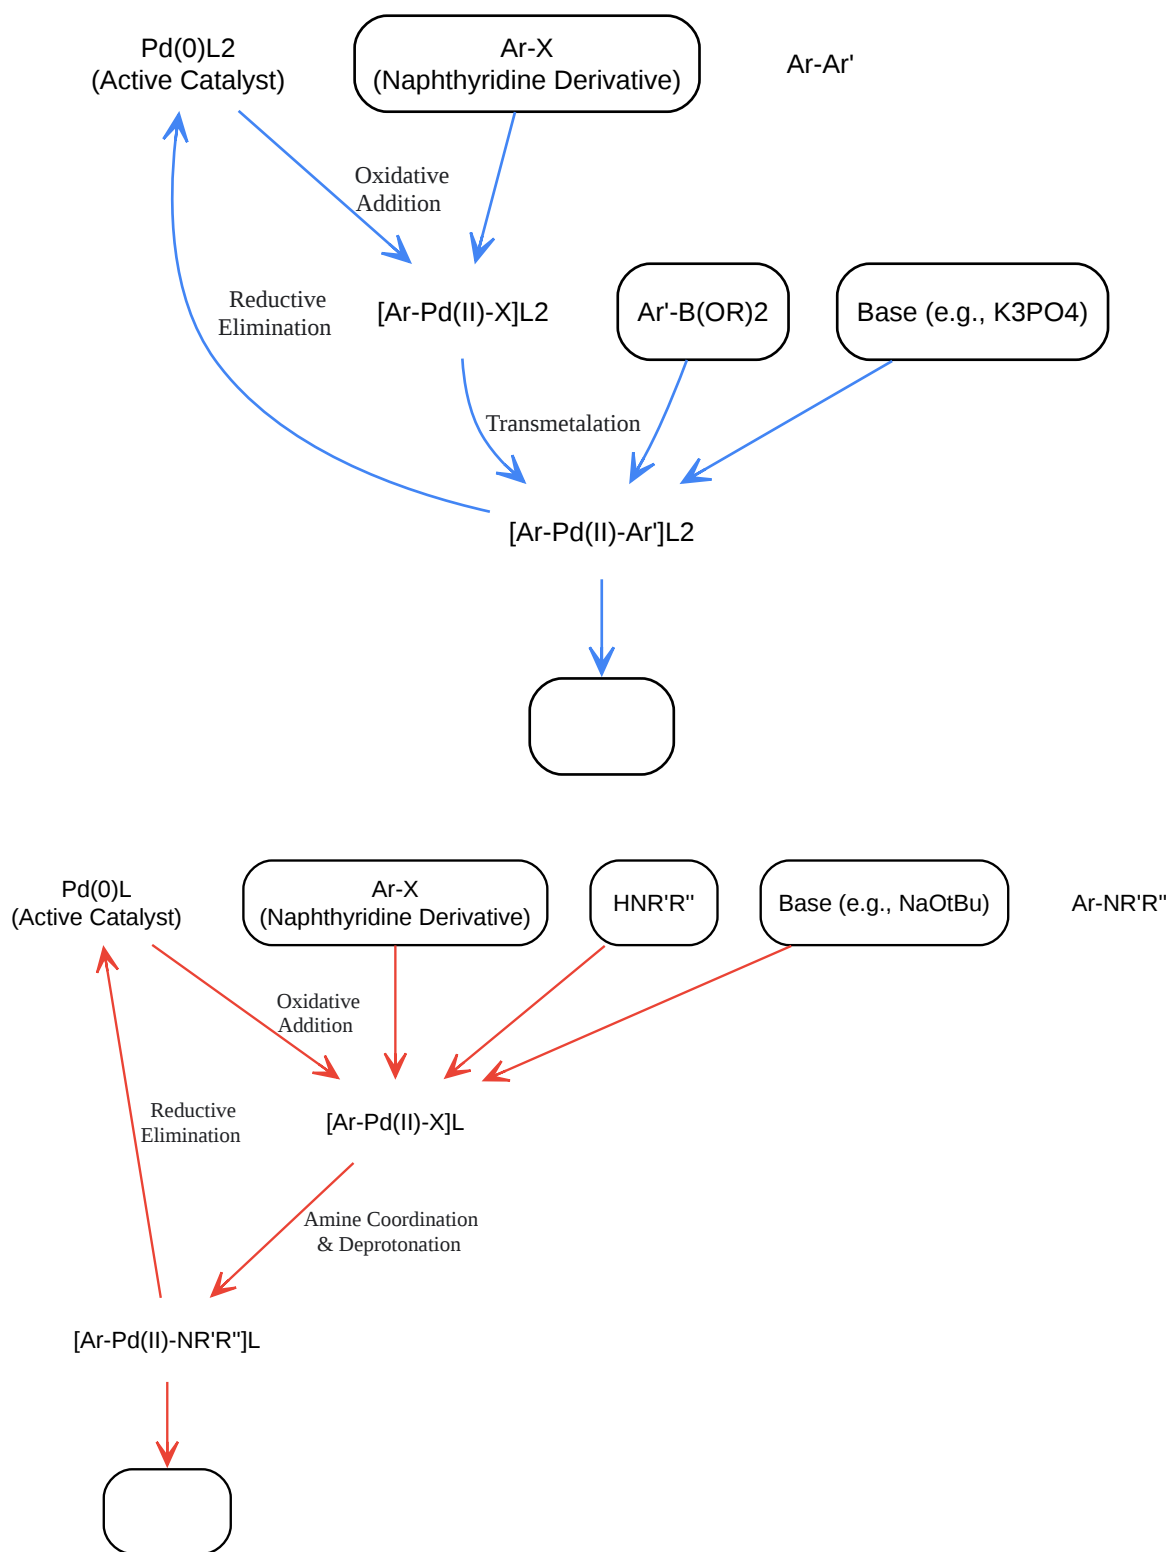 Pd(0)L2
(Active Catalyst)
Ar-X
(Naphthyridine Derivative)
Ar-Ar'
Oxidative
Addition
Reductive
Elimination
[Ar-Pd(II)-X]L2
Ar'-B(OR)2
Base (e.g., K3PO4)
Transmetalation
[Ar-Pd(II)-Ar']L2
Pd(0)L
(Active Catalyst)
Ar-X
(Naphthyridine Derivative)
HNR'R"
Base (e.g., NaOtBu)
Ar-NR'R"
Oxidative
Addition
Reductive
Elimination
[Ar-Pd(II)-X]L
Amine Coordination
& Deprotonation
[Ar-Pd(II)-NR'R"]L